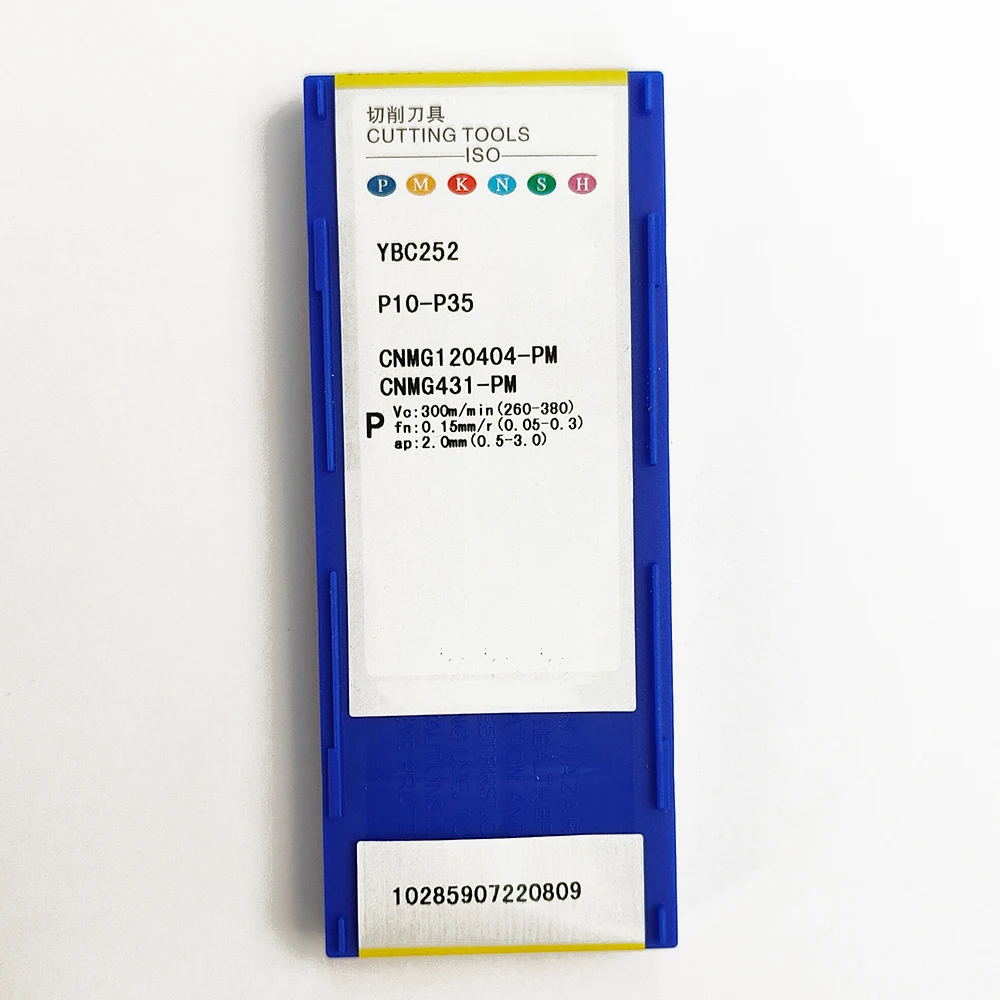 切削刀具
CUTTING TOOLS
ISO
P M K N S H
YBC252
P10-P35
CNMG120404-PM
CNMG431-PM
P
Vc:300m/min(260-380)
fn:0.15mm/r(0.05-0.3)
ap:2.0mm(0.5-3.0)
10285907220809